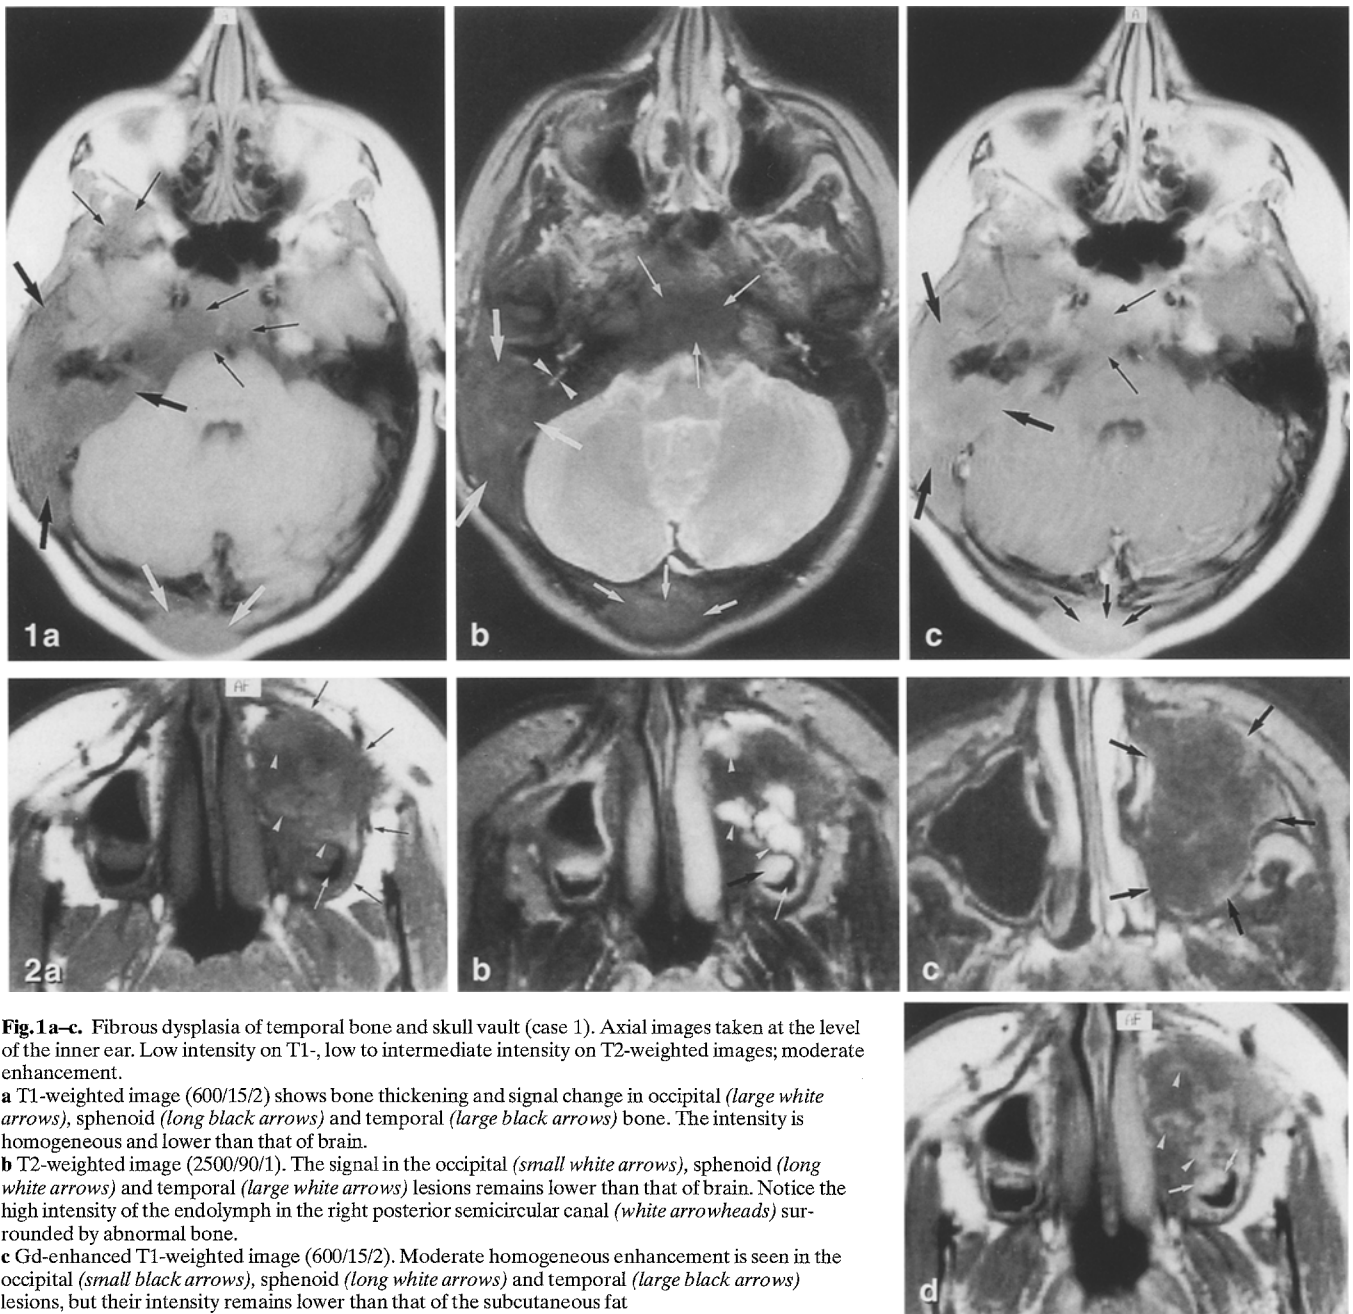 A
1a
b
c
AF
2a
b
c
Fig.1a–c. Fibrous dysplasia of temporal bone and skull vault (case 1). Axial images taken at the level
of the inner ear. Low intensity on T1-, low to intermediate intensity on T2-weighted images; moderate
enhancement.
a T1-weighted image (600/15/2) shows bone thickening and signal change in occipital (large white
arrows), sphenoid (long black arrows) and temporal (large black arrows) bone. The intensity is
homogeneous and lower than that of brain.
b T2-weighted image (2500/90/1). The signal in the occipital (small white arrows), sphenoid (long
white arrows) and temporal (large white arrows) lesions remains lower than that of brain. Notice the
high intensity of the endolymph in the right posterior semicircular canal (white arrowheads) sur-
rounded by abnormal bone.
c Gd-enhanced T1-weighted image (600/15/2). Moderate homogeneous enhancement is seen in the
occipital (small black arrows), sphenoid (long white arrows) and temporal (large black arrows)
lesions, but their intensity remains lower than that of the subcutaneous fat
AF
d